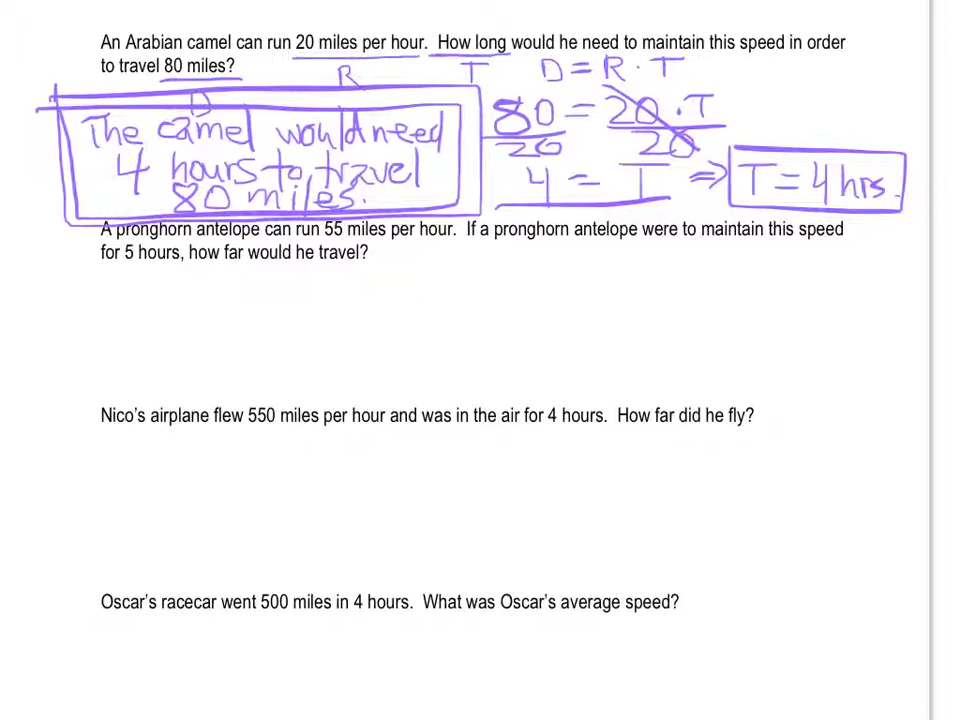 An Arabian camel can run 20 miles per hour.  How long would he need to maintain this speed in order
to travel 80 miles?
R T D = R · T
D
The camel would need
4 hours to travel
80 miles.
80 = 20 · T
20 20
4 = T ⇒ T = 4 hrs.
A pronghorn antelope can run 55 miles per hour.  If a pronghorn antelope were to maintain this speed
for 5 hours, how far would he travel?
Nico's airplane flew 550 miles per hour and was in the air for 4 hours.  How far did he fly?
Oscar's racecar went 500 miles in 4 hours.  What was Oscar's average speed?